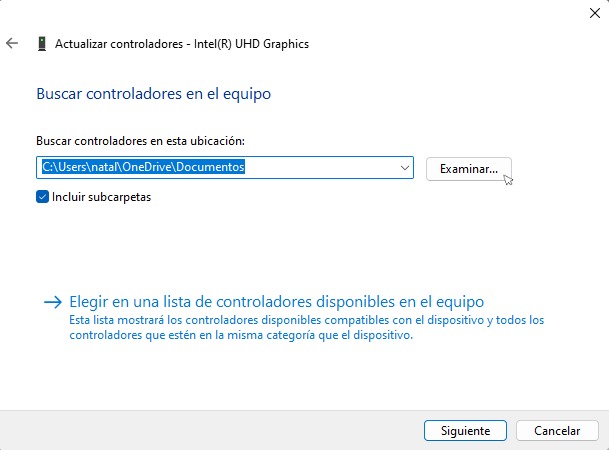 Actualizar controladores - Intel(R) UHD Graphics
Buscar controladores en el equipo
Buscar controladores en esta ubicación:
C:\Users\natal\OneDrive\Documentos
Examinar...
Incluir subcarpetas
Elegir en una lista de controladores disponibles en el equipo
Esta lista mostrará los controladores disponibles compatibles con el dispositivo y todos los
controladores que estén en la misma categoría que el dispositivo.
Siguiente
Cancelar